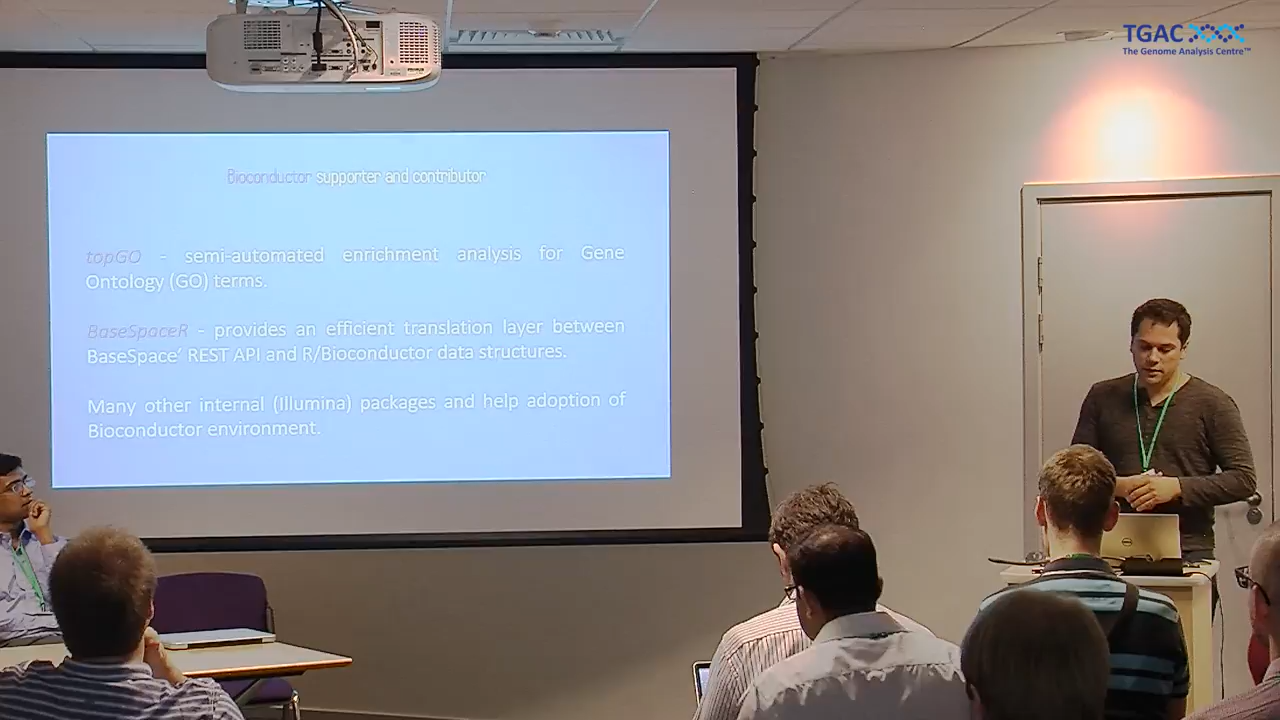 TGAC
The Genome Analysis Centre™
Bioconductor supporter and contributor
topGO - semi-automated enrichment analysis for Gene
Ontology (GO) terms.
BaseSpaceR - provides an efficient translation layer between
BaseSpace' REST API and R/Bioconductor data structures.
Many other internal (Illumina) packages and help adoption of
Bioconductor environment.
DELL